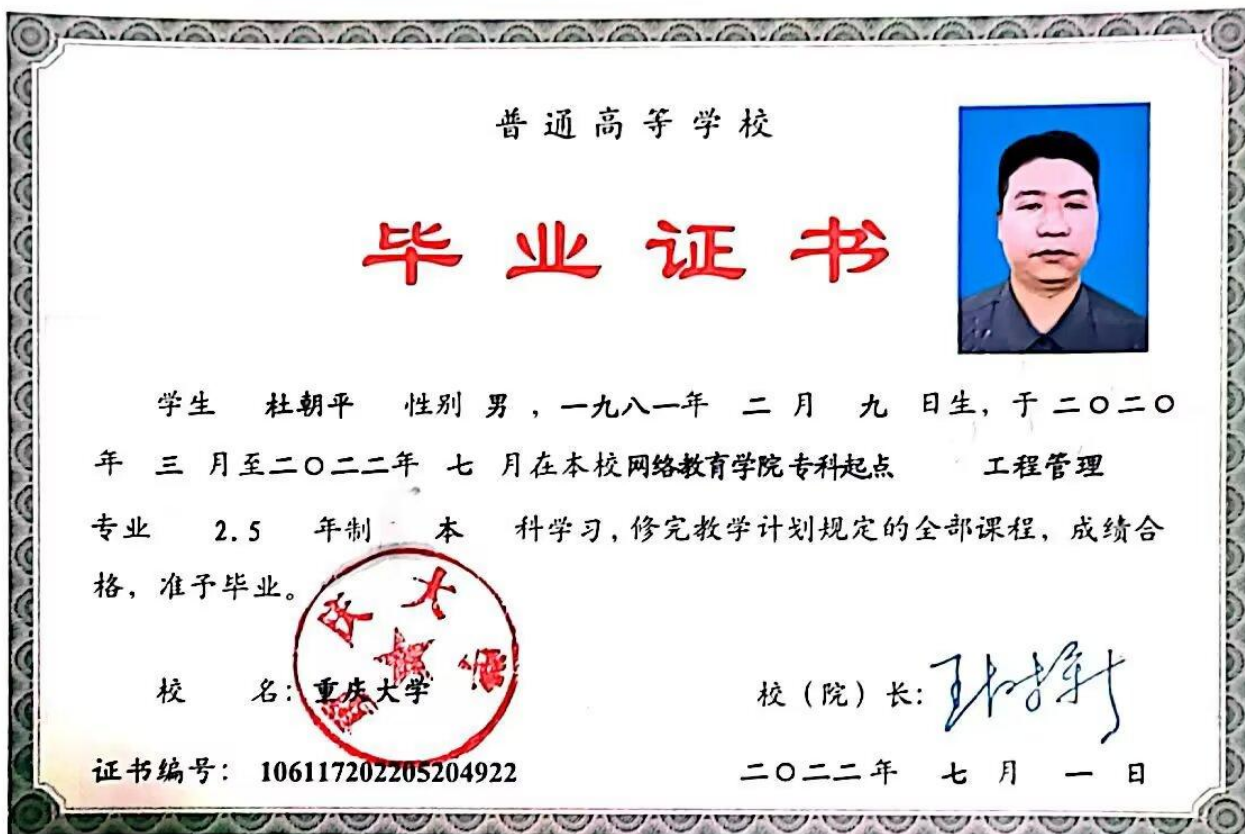 普通高等学校
毕业证书
学生 杜朝平 性别 男 ，一九八一年 二 月 九 日生，于 二〇二〇
年 三 月至二〇二二年 七 月在本校网络教育学院专科起点 工程管理
专业 2.5 年制 本 科学习，修完教学计划规定的全部课程，成绩合
格，准予毕业。
校 名：重庆大学
校（院）长：
证书编号： 106117202205204922
二〇二二年 七 月 一 日